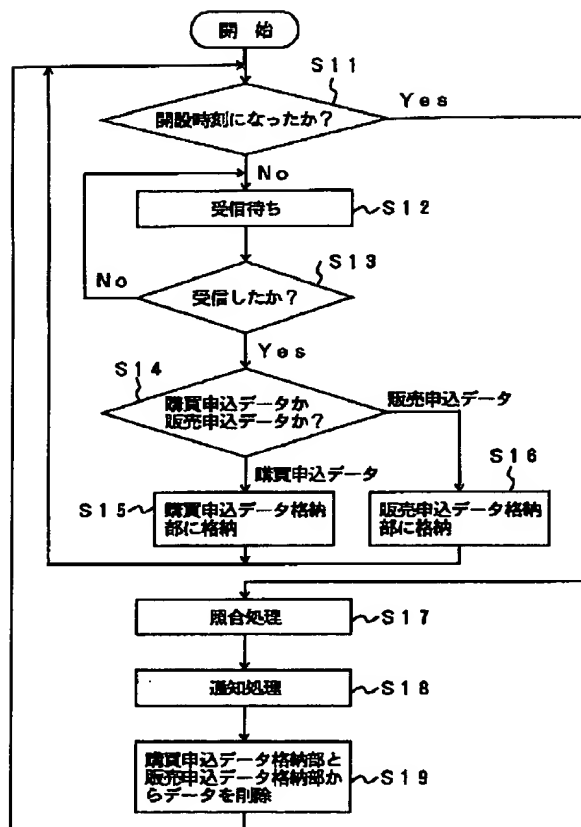 開 始
S11
開設時刻になったか？
Yes
No
受信待ち
S12
S13
受信したか？
No
Yes
S14
購買申込データか
販売申込データか？
販売申込データ
購買申込データ
S16
S15
購買申込データ格納
部に格納
販売申込データ格納
部に格納
照合処理
S17
通知処理
S18
購買申込データ格納部と
販売申込データ格納部か
らデータを削除
S19